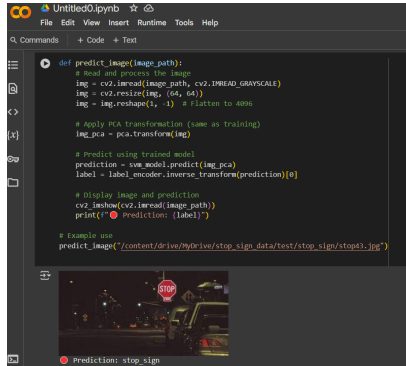 Untitled0.ipynb
File Edit View Insert Runtime Tools Help
Commands + Code + Text
def predict_image(image_path):
# Read and process the image
img = cv2.imread(image_path, cv2.IMREAD_GRAYSCALE)
img = cv2.resize(img, (64, 64))
img = img.reshape(1, -1) # Flatten to 4096
# Apply PCA transformation (same as training)
img_pca = pca.transform(img)
# Predict using trained model
prediction = svm_model.predict(img_pca)
label = label_encoder.inverse_transform(prediction)[0]
# Display image and prediction
cv2_imshow(cv2.imread(image_path))
print(f"🔴 Prediction: {label}")
# Example use
predict_image("/content/drive/MyDrive/stop_sign_data/test/stop_sign/stop43.jpg")
STOP
🔴 Prediction: stop_sign